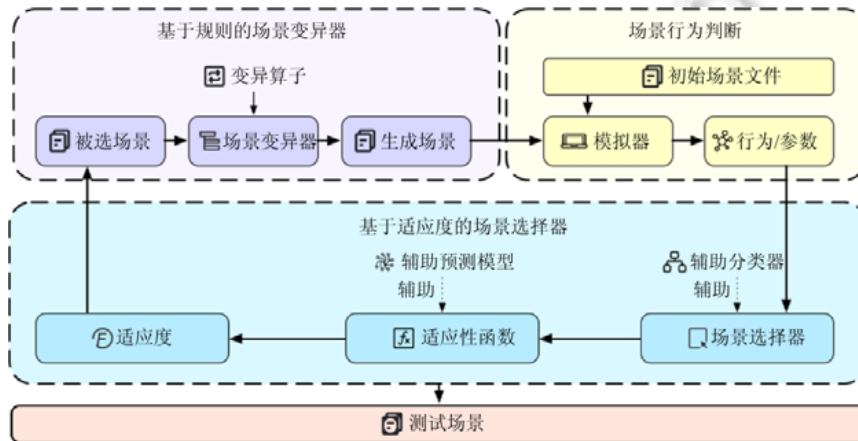 基于规则的场景变异器
变异算子
被选场景
场景变异器
生成场景
场景行为判断
初始场景文件
模拟器
行为/参数
基于适应度的场景选择器
辅助预测模型
辅助
辅助分类器
辅助
适应度
适应性函数
场景选择器
测试场景